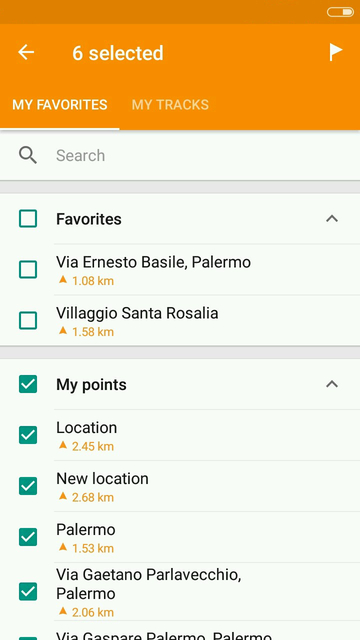 6 selected
MY FAVORITES MY TRACKS
Search
Favorites
Via Ernesto Basile, Palermo
1.08 km
Villaggio Santa Rosalia
1.58 km
My points
Location
2.45 km
New location
2.68 km
Palermo
1.53 km
Via Gaetano Parlavecchio,
Palermo
2.06 km
Via Gaspare Palermo, Palermo